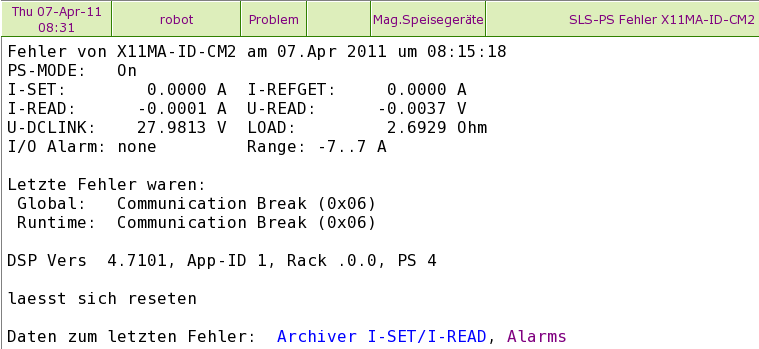 Thu 07-Apr-11
08:31
robot
Problem
Mag.Speisegeräte
SLS-PS Fehler X11MA-ID-CM2
Fehler von X11MA-ID-CM2 am 07.Apr 2011 um 08:15:18
PS-MODE: On
I-SET: 0.0000 A I-REFGET: 0.0000 A
I-READ: -0.0001 A U-READ: -0.0037 V
U-DCLINK: 27.9813 V LOAD: 2.6929 Ohm
I/O Alarm: none Range: -7..7 A
Letzte Fehler waren:
Global: Communication Break (0x06)
Runtime: Communication Break (0x06)
DSP Vers 4.7101, App-ID 1, Rack .0.0, PS 4
laesst sich reseten
Daten zum letzten Fehler: Archiver I-SET/I-READ, Alarms